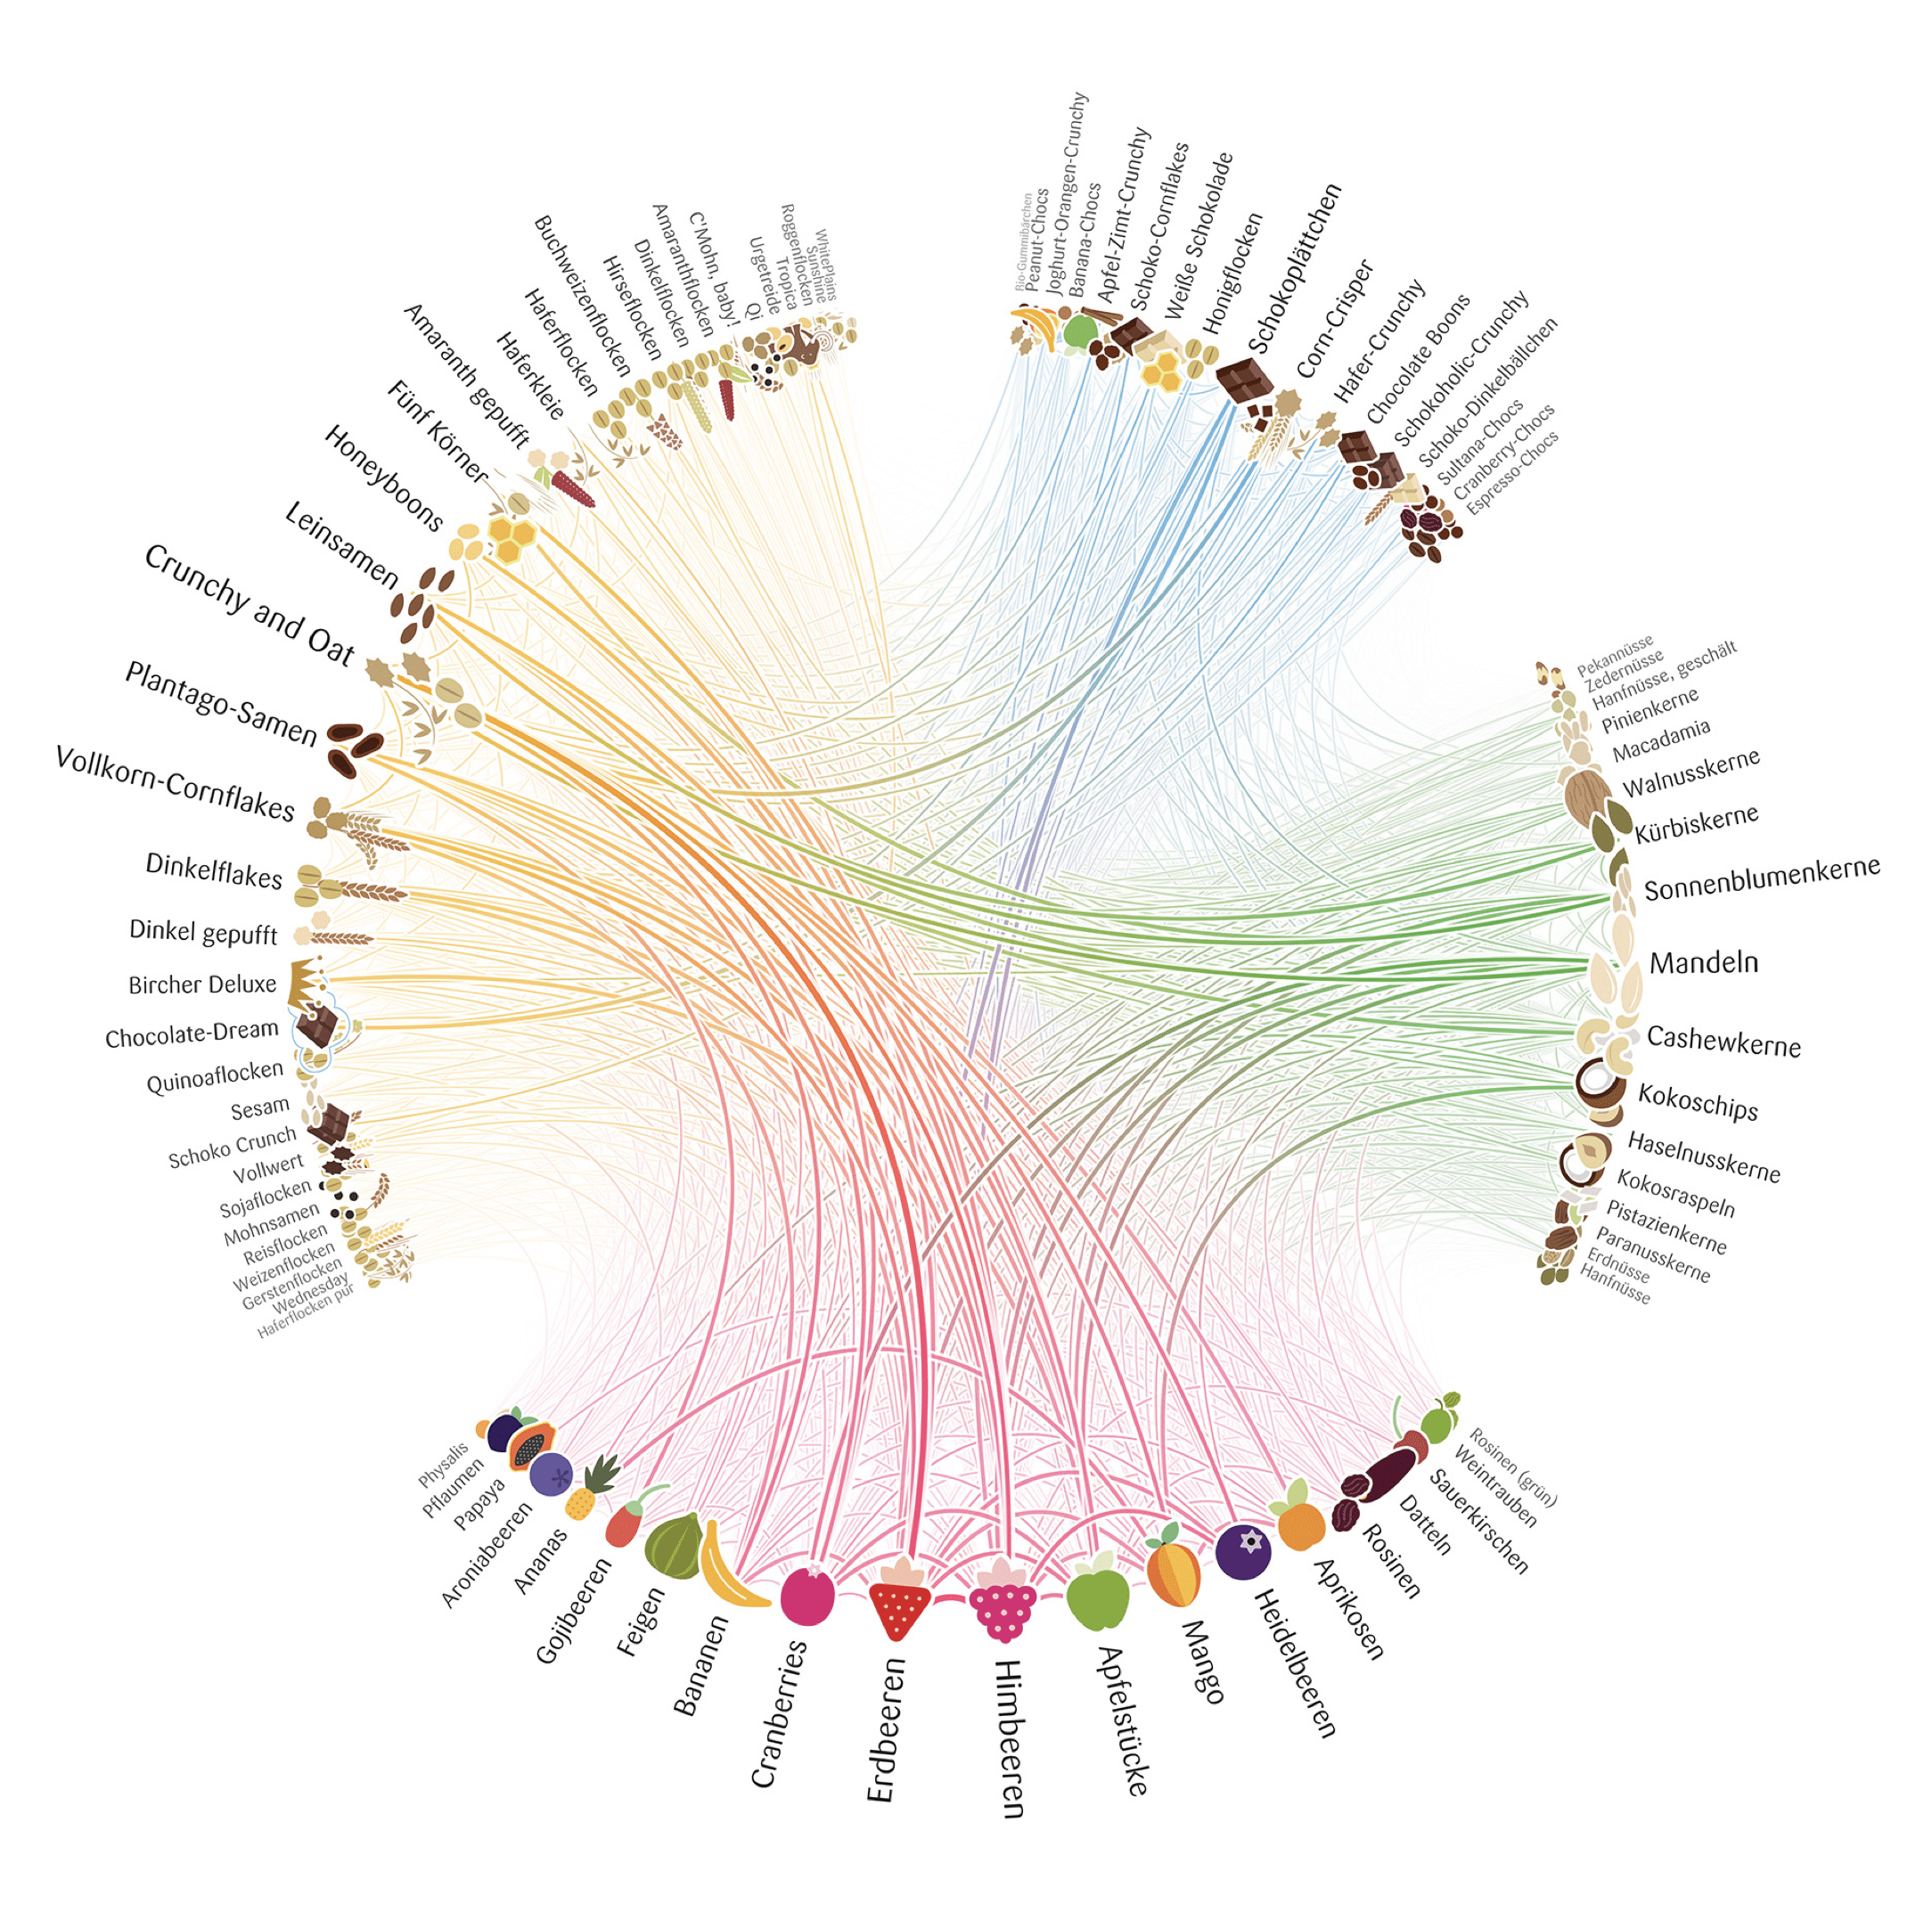 Bio-Gummibärchen
Peanut-Chocs
Joghurt-Orangen-Crunchy
Banana-Chocs
Apfel-Zimt-Crunchy
Schoko-Cornflakes
Weiße Schokolade
Honigflocken
Schokoplättchen
Corn-Crisper
Hafer-Crunchy
Chocolate Boons
Schokoholic-Crunchy
Schoko-Dinkelbällchen
Sultana-Chocs
Cranberry-Chocs
Espresso-Chocs
Pekannüsse
Zedernüsse
Hanfnüsse, geschält
Pinienkerne
Macadamia
Walnusskerne
Kürbiskerne
Sonnenblumenkerne
Mandeln
Cashewkerne
Kokoschips
Haselnusskerne
Kokosraspeln
Pistazienkerne
Paranusskerne
Erdnüsse
Hanfnüsse
Rosinen (grün)
Weintrauben
Sauerkirschen
Datteln
Rosinen
Aprikosen
Heidelbeeren
Mango
Apfelstücke
Himbeeren
Erdbeeren
Cranberries
Bananen
Feigen
Gojibeeren
Ananas
Aroniabeeren
Papaya
Pflaumen
Physalis
Haferflocken pur
Wednesday
Gerstenflocken
Weizenflocken
Reisflocken
Mohnsamen
Sojaflocken
Vollwert
Schoko Crunch
Sesam
Quinoaflocken
Chocolate-Dream
Bircher Deluxe
Dinkel gepufft
Dinkelflakes
Vollkorn-Cornflakes
Plantago-Samen
Crunchy and Oat
Leinsamen
Honeyboons
Fünf Körner
Amaranth gepufft
Haferkleie
Haferflocken
Buchweizenflocken
Hirseflocken
Dinkelflocken
Amaranthflocken
C'Mohn, baby!
Qi
Urgetreide
Tropica
Roggenflocken
Sunshine
WhitePlains